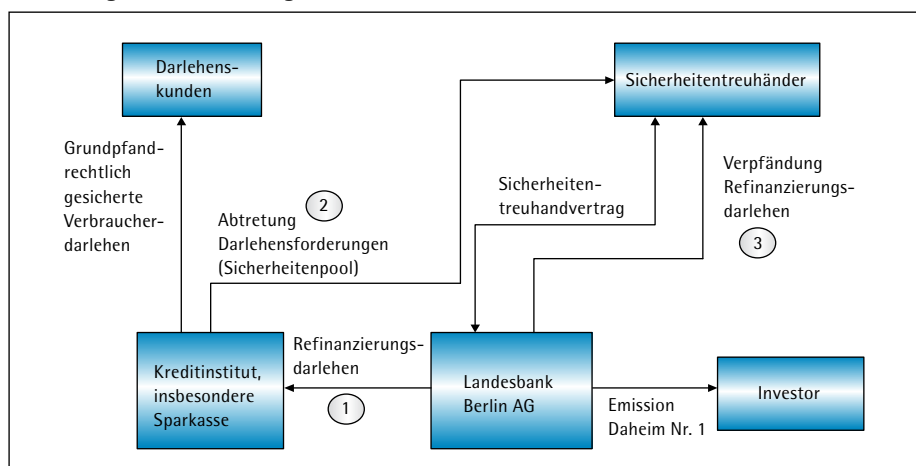 Darlehens-
kunden
Sicherheitentreuhänder
Grundpfand-
rechtlich
gesicherte
Verbraucher-
darlehen
2
Abtretung
Darlehensforderungen
(Sicherheitenpool)
Sicherheiten-
treuhandvertrag
Verpfändung
Refinanzierungs-
darlehen
3
Kreditinstitut,
insbesondere
Sparkasse
Refinanzierungs-
darlehen
1
Landesbank
Berlin AG
Emission
Daheim Nr. 1
Investor